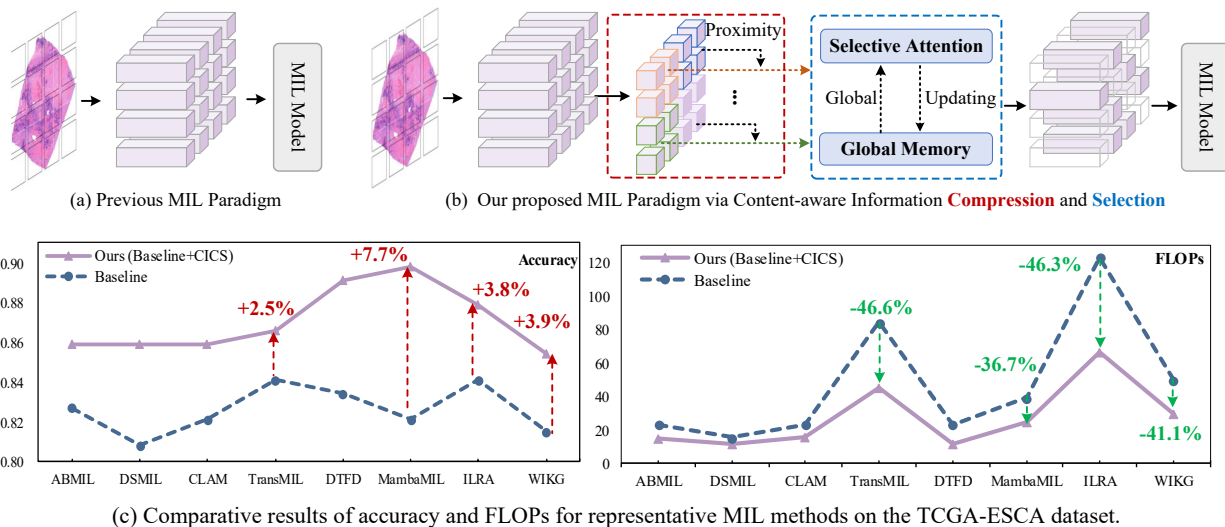 MIL Model
Proximity
Selective Attention
Global
Updating
Global Memory
MIL Model
(a) Previous MIL Paradigm
(b) Our proposed MIL Paradigm via Content-aware Information Compression and Selection
Ours (Baseline+CICS)
Baseline
Accuracy
0.90
0.88
0.86
0.84
0.82
0.80
+2.5%
+7.7%
+3.8%
+3.9%
ABMIL DSMIL CLAM TransMIL DTFD MambaMIL ILRA WIKG
Ours (Baseline+CICS)
Baseline
FLOPs
120
100
80
60
40
20
0
-46.6%
-36.7%
-46.3%
-41.1%
ABMIL DSMIL CLAM TransMIL DTFD MambaMIL ILRA WIKG
(c) Comparative results of accuracy and FLOPs for representative MIL methods on the TCGA-ESCA dataset.